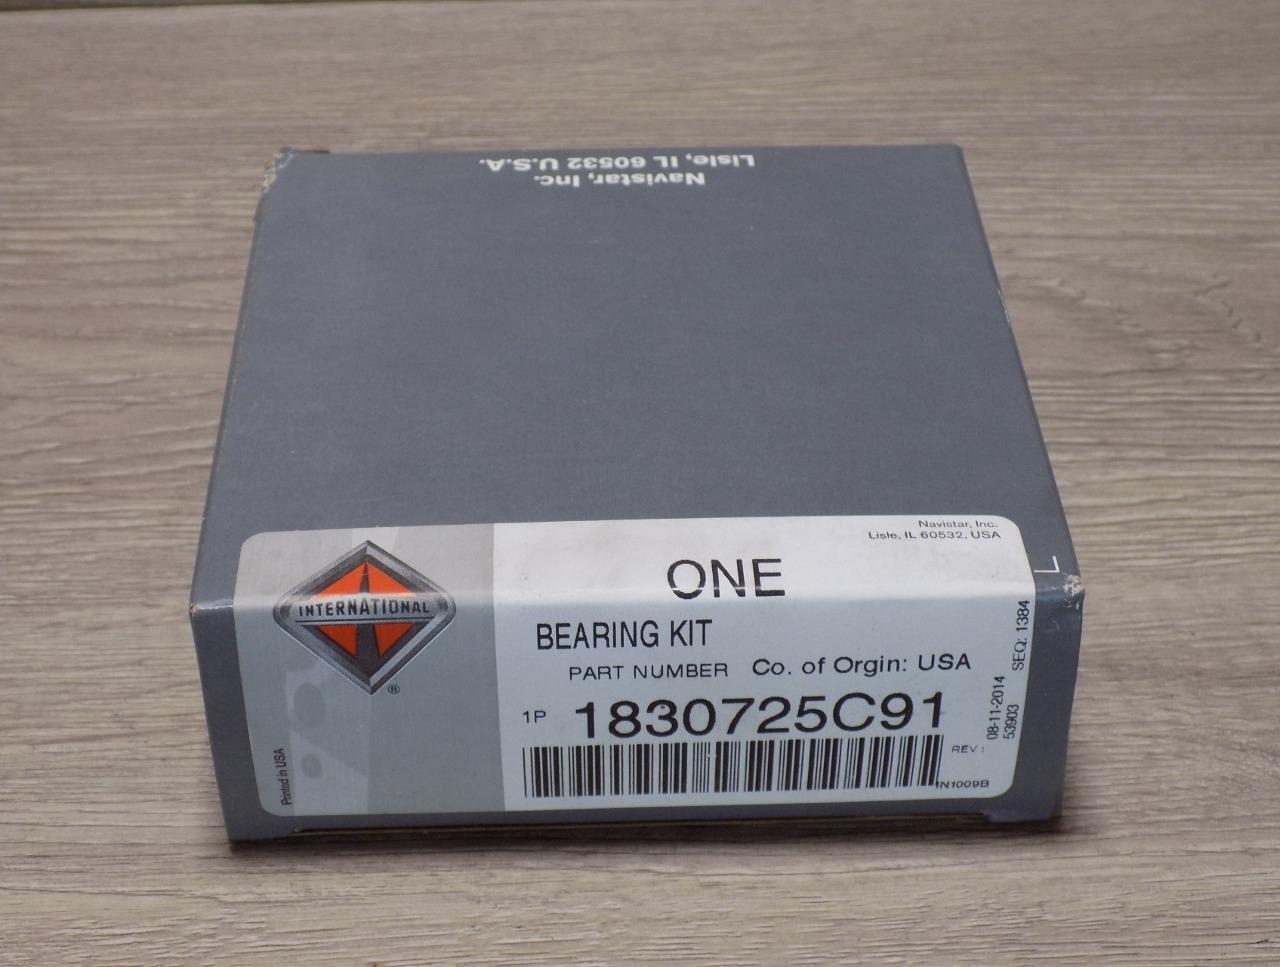 Navistar, Inc.
Lisle, IL 60532 U.S.A.
Navistar, Inc.
Lisle, IL 60532, USA
ONE
INTERNATIONAL
®
BEARING KIT
PART NUMBER Co. of Orgin: USA
1P 1830725C91
REV:
N1009B
08-11-2014 SEQ: 1384
53903
Printed in USA